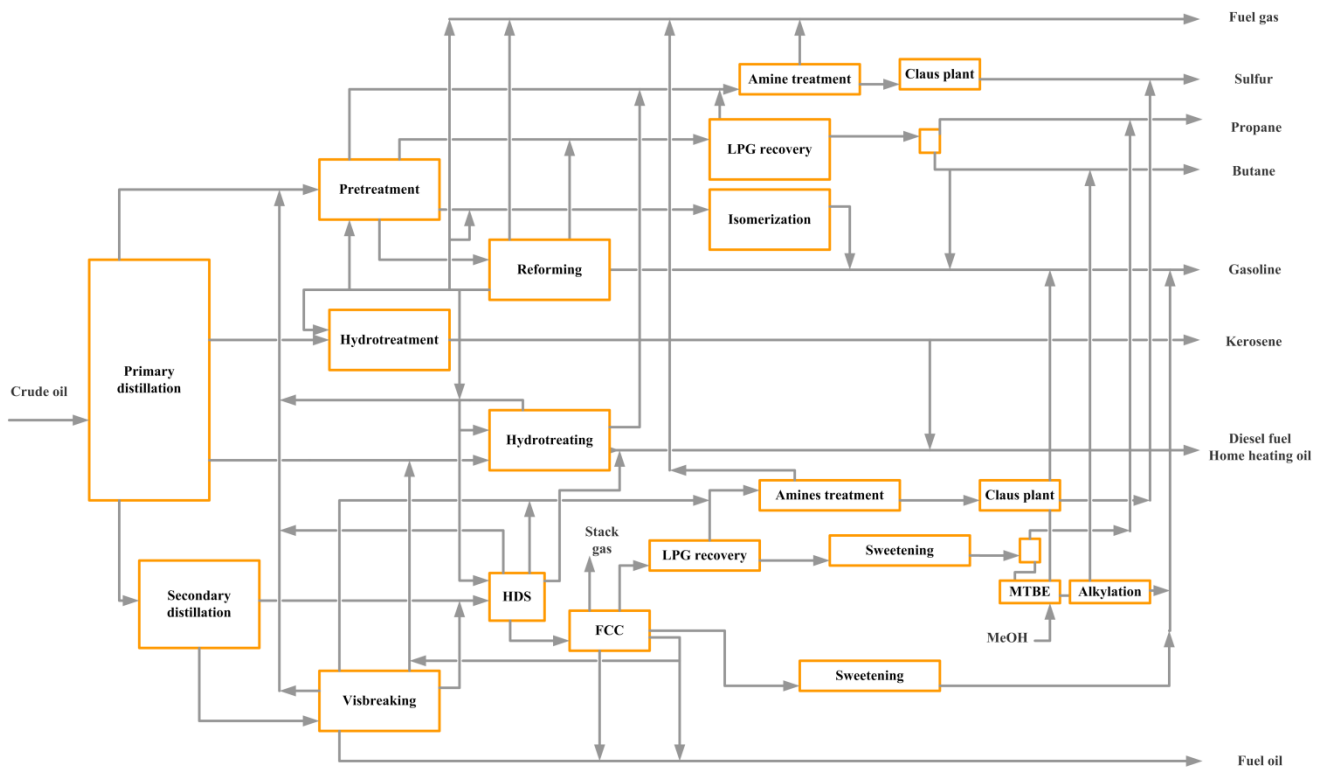 Fuel gas
Amine treatment
Claus plant
Sulfur
Propane
LPG recovery
Butane
Pretreatment
Isomerization
Reforming
Gasoline
Hydrotreatment
Kerosene
Primary
distillation
Crude oil
Hydrotreating
Diesel fuel
Home heating oil
Amines treatment
Claus plant
Stack
gas
LPG recovery
Sweetening
Secondary
distillation
HDS
MTBE
Alkylation
FCC
MeOH
Sweetening
Visbreaking
Fuel oil